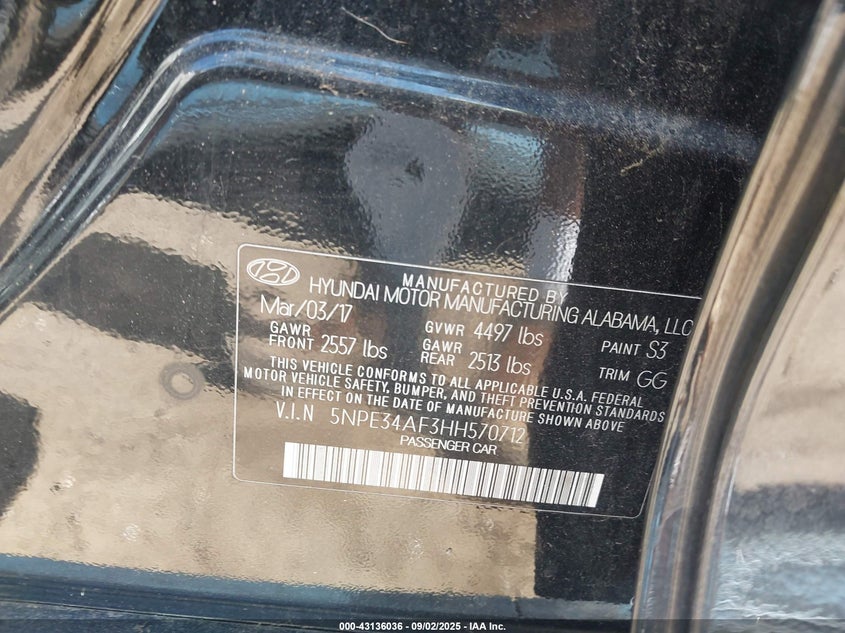 MANUFACTURED BY
HYUNDAI MOTOR MANUFACTURING ALABAMA, LLC
Mar/03/17 GVWR 4497 lbs PAINT S3
GAWR FRONT 2557 lbs GAWR REAR 2513 lbs TRIM GG
THIS VEHICLE CONFORMS TO ALL APPLICABLE U.S.A. FEDERAL
MOTOR VEHICLE SAFETY, BUMPER, AND THEFT PREVENTION STANDARDS
IN EFFECT ON THE DATE OF MANUFACTURE SHOWN ABOVE
V.I.N 5NPE34AF3HH570712
PASSENGER CAR
000-43136036 - 09/02/2025 - IAA Inc.